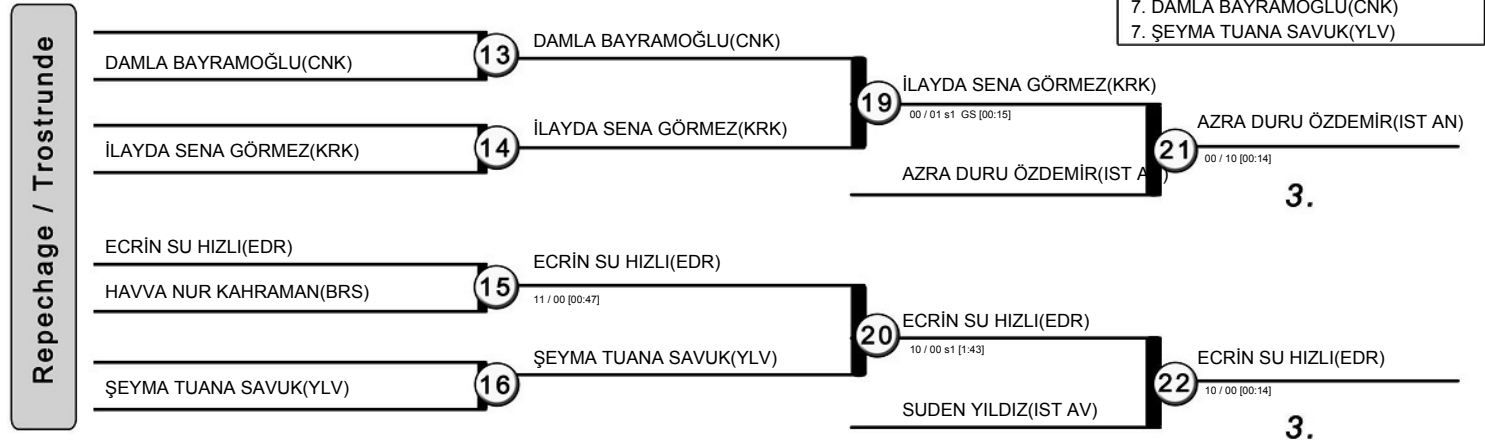 7. DAMLA BAYRAMOĞLU(CNK)
7. ŞEYMA TUANA SAVUK(YLV)
Repechage / Trostrunde
DAMLA BAYRAMOĞLU(CNK)
13
DAMLA BAYRAMOĞLU(CNK)
İLAYDA SENA GÖRMEZ(KRK)
14
İLAYDA SENA GÖRMEZ(KRK)
19
İLAYDA SENA GÖRMEZ(KRK)
00 / 01 s1 GS [00:15]
AZRA DURU ÖZDEMİR(IST A
21
AZRA DURU ÖZDEMİR(IST AN)
00 / 10 [00:14]
3.
ECRİN SU HIZLI(EDR)
HAVVA NUR KAHRAMAN(BRS)
15
ECRİN SU HIZLI(EDR)
11 / 00 [00:47]
ŞEYMA TUANA SAVUK(YLV)
16
ŞEYMA TUANA SAVUK(YLV)
20
ECRİN SU HIZLI(EDR)
10 / 00 s1 [1:43]
SUDEN YILDIZ(IST AV)
22
ECRİN SU HIZLI(EDR)
10 / 00 [00:14]
3.